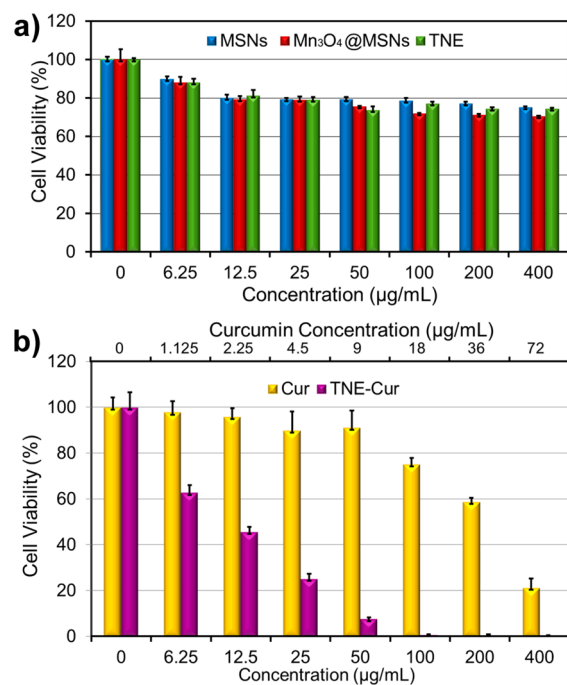 a)
MSNs Mn₃O₄@MSNs TNE
Cell Viability (%)
120
100
80
60
40
20
0
0 6.25 12.5 25 50 100 200 400
Concentration (µg/mL)
b)
Curcumin Concentration (µg/mL)
0 1.125 2.25 4.5 9 18 36 72
Cur TNE-Cur
Cell Viability (%)
120
100
80
60
40
20
0
0 6.25 12.5 25 50 100 200 400
Concentration (µg/mL)